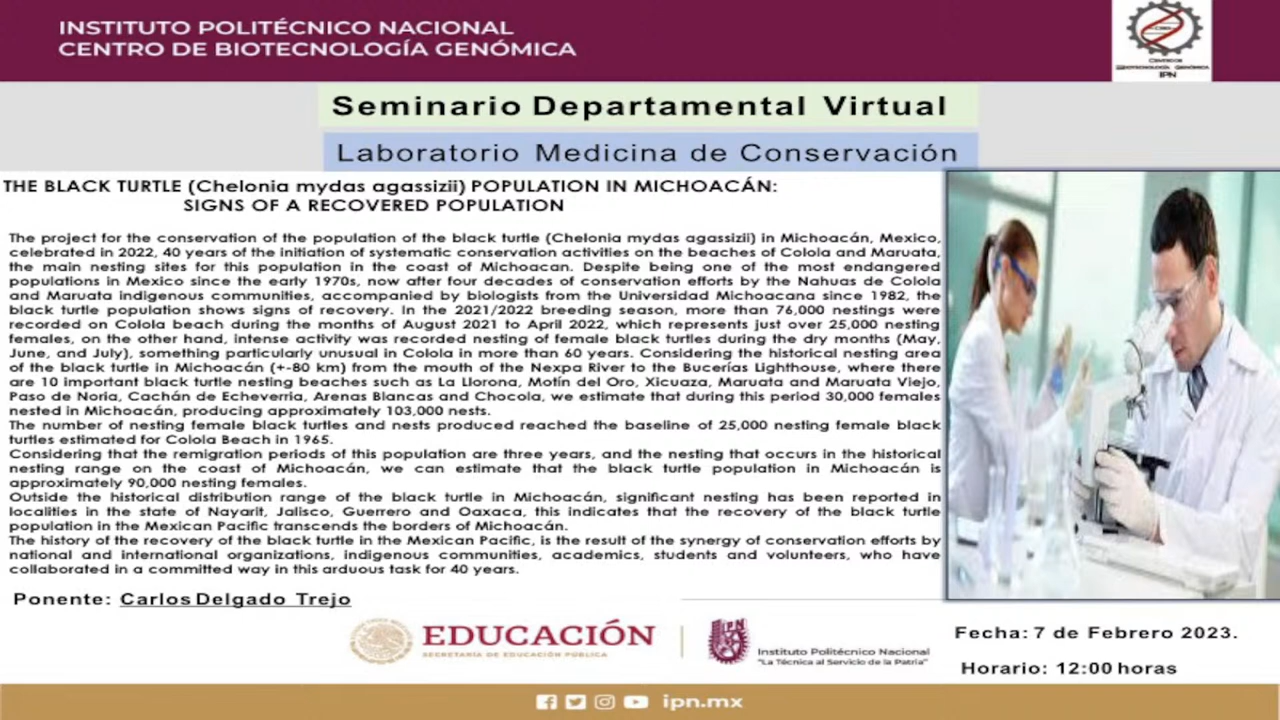 INSTITUTO POLITÉCNICO NACIONAL
CENTRO DE BIOTECNOLOGÍA GENÓMICA
CENTRO DE
BIOTECNOLOGÍA GENÓMICA
IPN
Seminario Departamental Virtual
Laboratorio Medicina de Conservación
THE BLACK TURTLE (Chelonia mydas agassizii) POPULATION IN MICHOACÁN:
SIGNS OF A RECOVERED POPULATION
The project for the conservation of the population of the black turtle (Chelonia mydas agassizii) in Michoacán, Mexico,
celebrated in 2022, 40 years of the initiation of systematic conservation activities on the beaches of Colola and Maruata,
the main nesting sites for this population in the coast of Michoacan. Despite being one of the most endangered
populations in Mexico since the early 1970s, now after four decades of conservation efforts by the Nahuas de Colola
and Maruata indigenous communities, accompanied by biologists from the Universidad Michoacana since 1982, the
black turtle population shows signs of recovery. In the 2021/2022 breeding season, more than 76,000 nestings were
recorded on Colola beach during the months of August 2021 to April 2022, which represents just over 25,000 nesting
females, on the other hand, intense activity was recorded nesting of female black turtles during the dry months (May,
June, and July), something particularly unusual in Colola in more than 60 years. Considering the historical nesting area
of the black turtle in Michoacán (+-80 km) from the mouth of the Nexpa River to the Bucerías Lighthouse, where there
are 10 important black turtle nesting beaches such as La Llorona, Motín del Oro, Xicuaza, Maruata and Maruata Viejo,
Paso de Noria, Cachán de Echeverria, Arenas Blancas and Chocola, we estimate that during this period 30,000 females
nested in Michoacán, producing approximately 103,000 nests.
The number of nesting female black turtles and nests produced reached the baseline of 25,000 nesting female black
turtles estimated for Colola Beach in 1965.
Considering that the remigration periods of this population are three years, and the nesting that occurs in the historical
nesting range on the coast of Michoacán, we can estimate that the black turtle population in Michoacán is
approximately 90,000 nesting females.
Outside the historical distribution range of the black turtle in Michoacán, significant nesting has been reported in
localities in the state of Nayarit, Jalisco, Guerrero and Oaxaca, this indicates that the recovery of the black turtle
population in the Mexican Pacific transcends the borders of Michoacán.
The history of the recovery of the black turtle in the Mexican Pacific, is the result of the synergy of conservation efforts by
national and international organizations, indigenous communities, academics, students and volunteers, who have
collaborated in a committed way in this arduous task for 40 years.
Ponente: Carlos Delgado Trejo
EDUCACIÓN
SECRETARÍA DE EDUCACIÓN PÚBLICA
IPN
Instituto Politécnico Nacional
"La Técnica al Servicio de la Patria"
Fecha: 7 de Febrero 2023.
Horario: 12:00 horas
ipn.mx